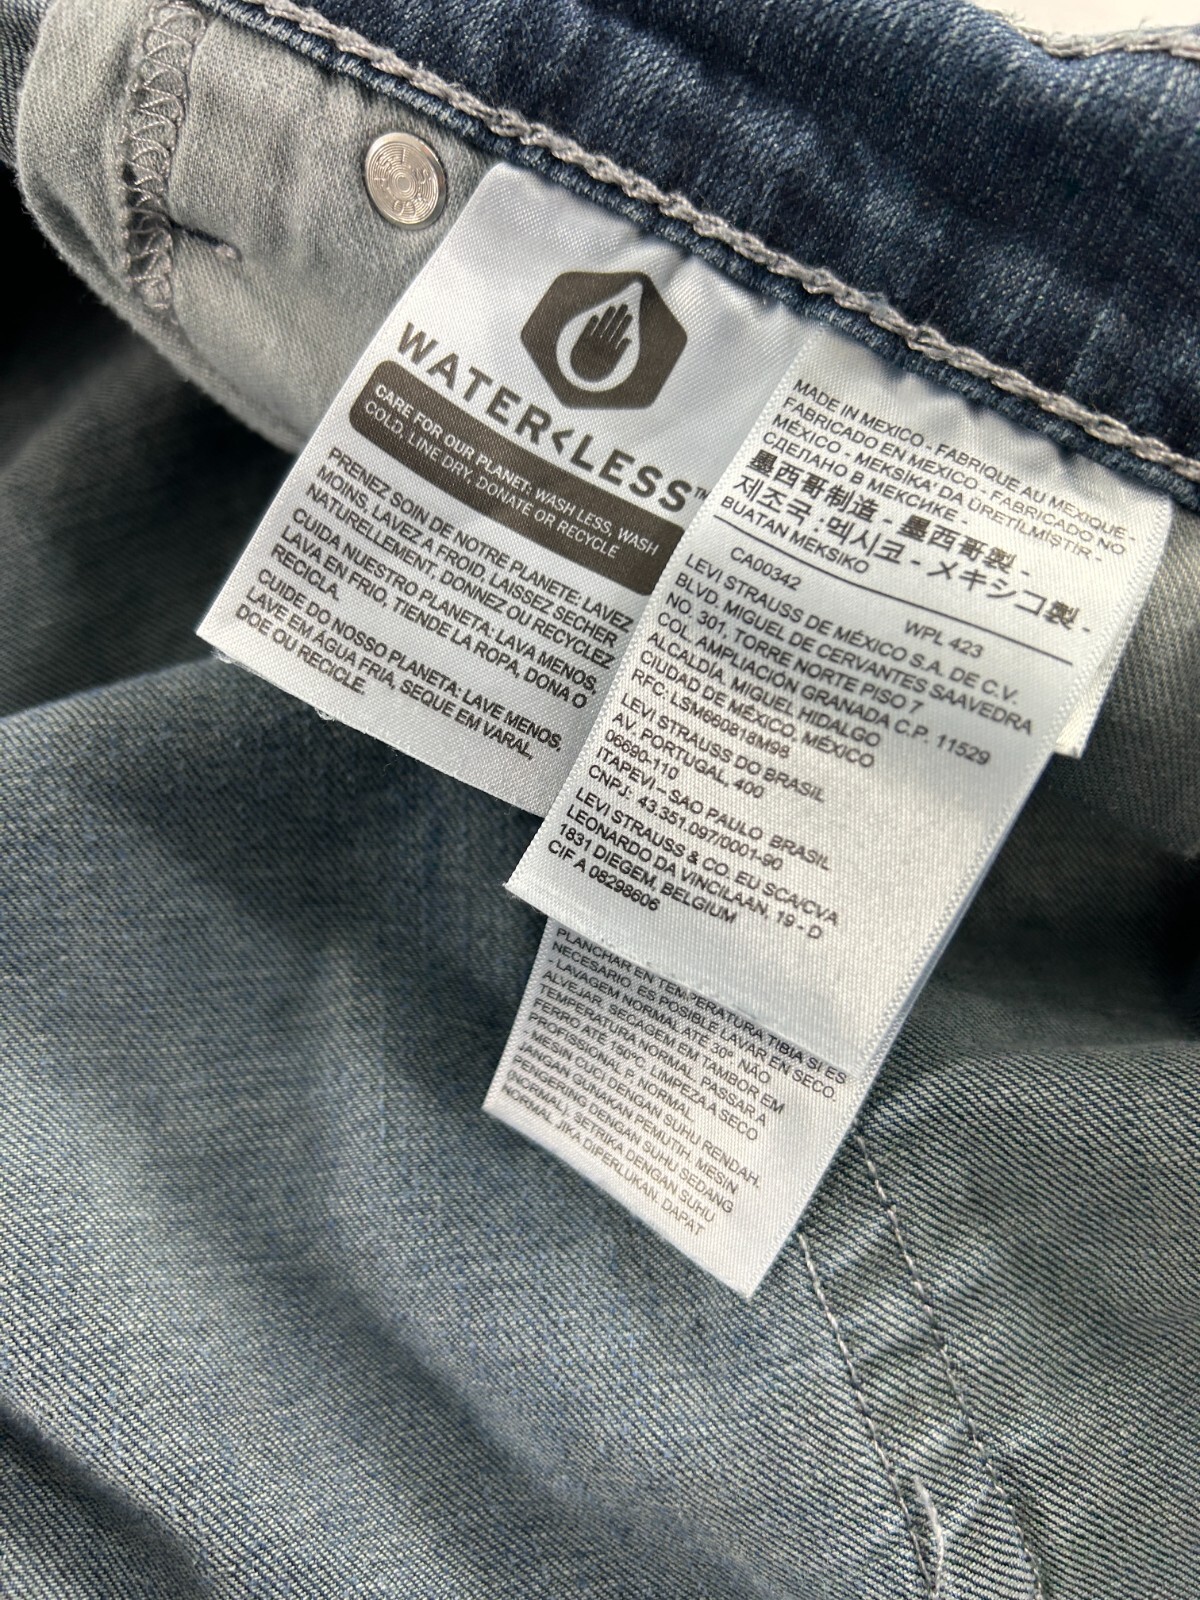 WATER<LESS™
CARE FOR OUR PLANET: WASH LESS, WASH
COLD, LINE DRY, DONATE OR RECYCLE
PRENEZ SOIN DE NOTRE PLANETE: LAVEZ
MOINS, LAVEZ A FROID, LAISSEZ SECHER
NATURELLEMENT, DONNEZ OU RECYCLEZ
CUIDA NUESTRO PLANETA: LAVA MENOS,
LAVA EN FRIO, TIENDE LA ROPA, DONA O
RECICLA.
CUIDE DO NOSSO PLANETA: LAVE MENOS,
LAVE EM ÁGUA FRIA, SEQUE EM VARAL,
DOE OU RECICLE.
MADE IN MEXICO - FABRIQUE AU MEXIQUE -
FABRICADO EN MEXICO - FABRICADO NO
MÉXICO - MEKSIKA' DA ÜRETİLMİŞTİR -
СДЕЛАНО В МЕКСИКЕ -
墨西哥制造 - 墨西哥製 -
제조국 :멕시코 - メキシコ製 -
BUATAN MEKSIKO
CA00342 WPL 423
LEVI STRAUSS DE MÉXICO S.A. DE C.V.
BLVD. MIGUEL DE CERVANTES SAAVEDRA
NO. 301, TORRE NORTE PISO 7
COL. AMPLIACIÓN GRANADA C.P. 11529
ALCALDÍA. MIGUEL HIDALGO
CIUDAD DE MÉXICO. MÉXICO
RFC: LSM660818M98
LEVI STRAUSS DO BRASIL
AV. PORTUGAL, 400
06690-110
ITAPEVI – SAO PAULO BRASIL
CNPJ: 43.351.097/0001-90
LEVI STRAUSS & CO. EU SCA/CVA
LEONARDO DA VINCILAAN, 19 - D
1831 DIEGEM, BELGIUM
CIF A 08298606
PLANCHAR EN TEMPERATURA TIBIA SI ES
NECESARIO. ES POSIBLE LAVAR EN SECO.
- LAVAGEM NORMAL ATÉ 30º. NÃO
ALVEJAR. SECAGEM EM TAMBOR EM
TEMPERATURA NORMAL. PASSAR A
FERRO ATÉ 150ºC. LIMPEZA A SECO
PROFISSIONAL P, NORMAL.
- MESIN CUCI DENGAN SUHU RENDAH.
JANGAN GUNAKAN PEMUTIH. MESIN
PENGERING DENGAN SUHU SEDANG
(NORMAL). SETRIKA DENGAN SUHU
NORMAL JIKA DIPERLUKAN. DAPAT